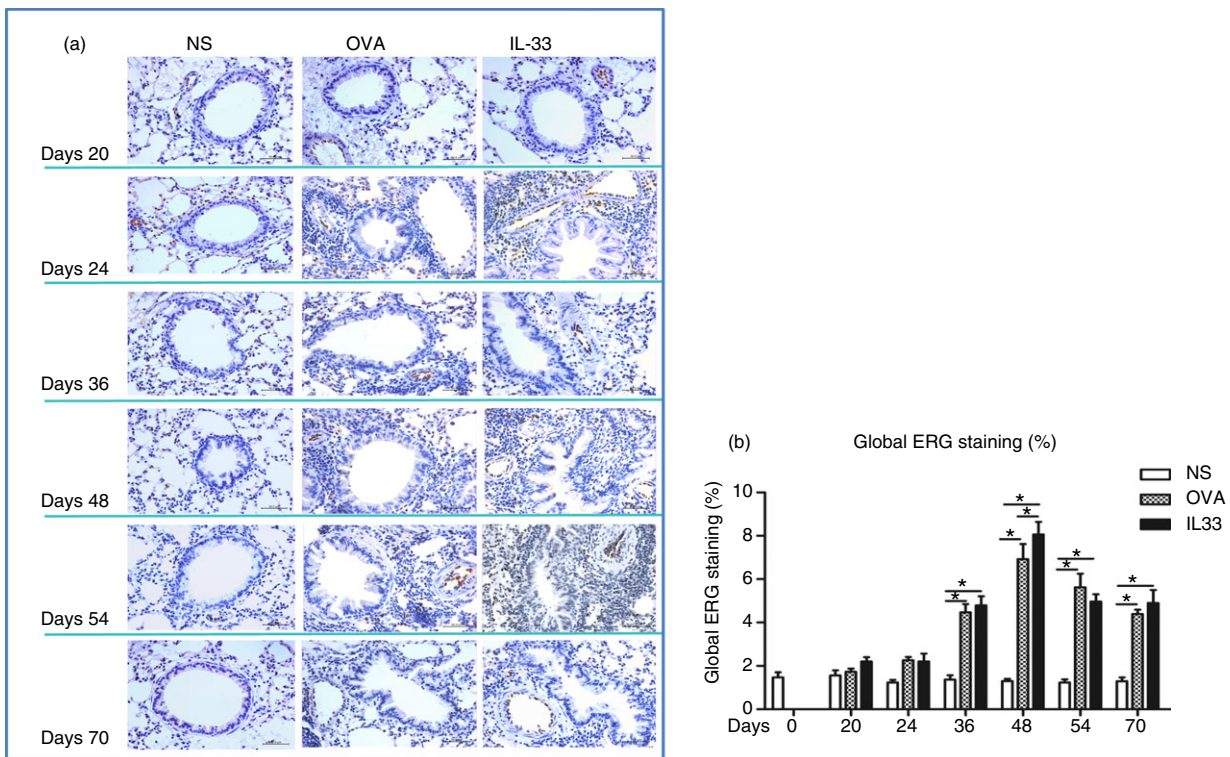 (a) NS OVA IL-33
Days 20
Days 24
Days 36
Days 48
Days 54
Days 70
(b) Global ERG staining (%)
Global ERG staining (%)
NS
OVA
IL33
10
8
6
4
2
0
* * * * * * * * *
Days 0 20 24 36 48 54 70